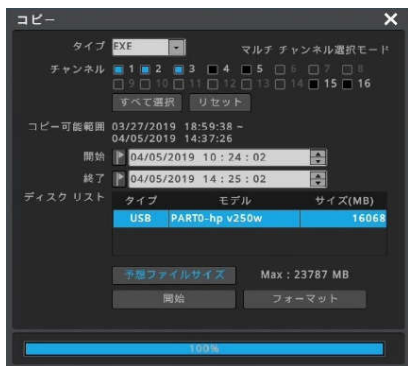 コピー
タイプ EXE マルチ チャンネル選択モード
チャンネル 1 2 3 4 5 6 7 8
9 10 11 12 13 14 15 16
すべて選択 リセット
コピー可能範囲 03/27/2019 18:59:38 ~
04/05/2019 14:37:26
開始 04/05/2019 10 : 24 : 02
終了 04/05/2019 14 : 25 : 02
ディスク リスト タイプ モデル サイズ(MB)
USB PART0-hp v250w 16068
予想ファイルサイズ Max : 23787 MB
開始 フォーマット
100%